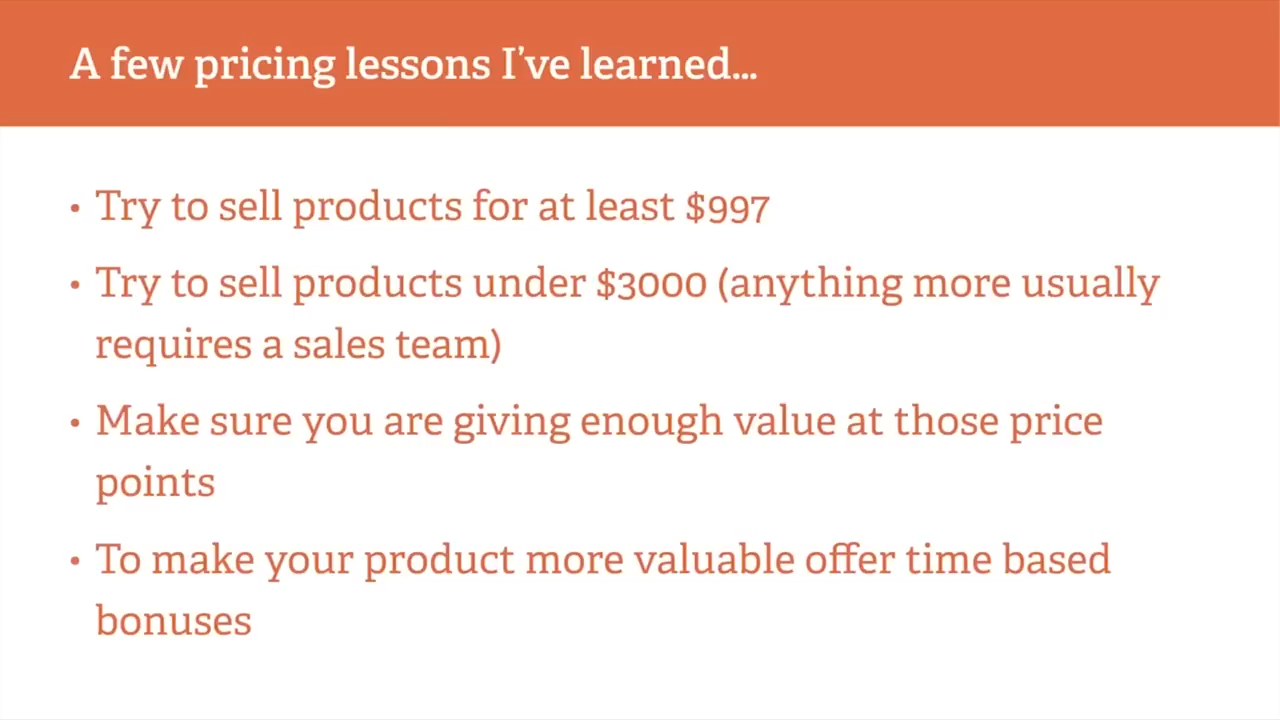 A few pricing lessons I've learned...
• Try to sell products for at least $997
• Try to sell products under $3000 (anything more usually
requires a sales team)
• Make sure you are giving enough value at those price
points
• To make your product more valuable offer time based
bonuses